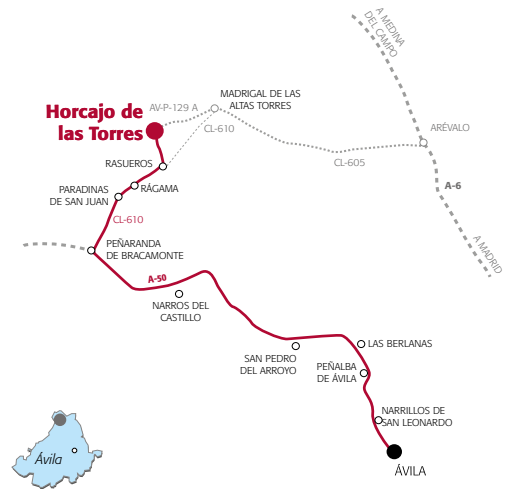 A MEDINA
DEL CAMPO
MADRIGAL DE LAS
ALTAS TORRES
AV-P-129 A
Horcajo de
las Torres
CL-610
ARÉVALO
CL-605
RASUEROS
A-6
PARADINAS
DE SAN JUAN
RÁGAMA
CL-610
A MADRID
PEÑARANDA
DE BRACAMONTE
A-50
NARROS DEL
CASTILLO
LAS BERLANAS
SAN PEDRO
DEL ARROYO
PEÑALBA
DE ÁVILA
NARRILLOS DE
SAN LEONARDO
ÁVILA
Ávila